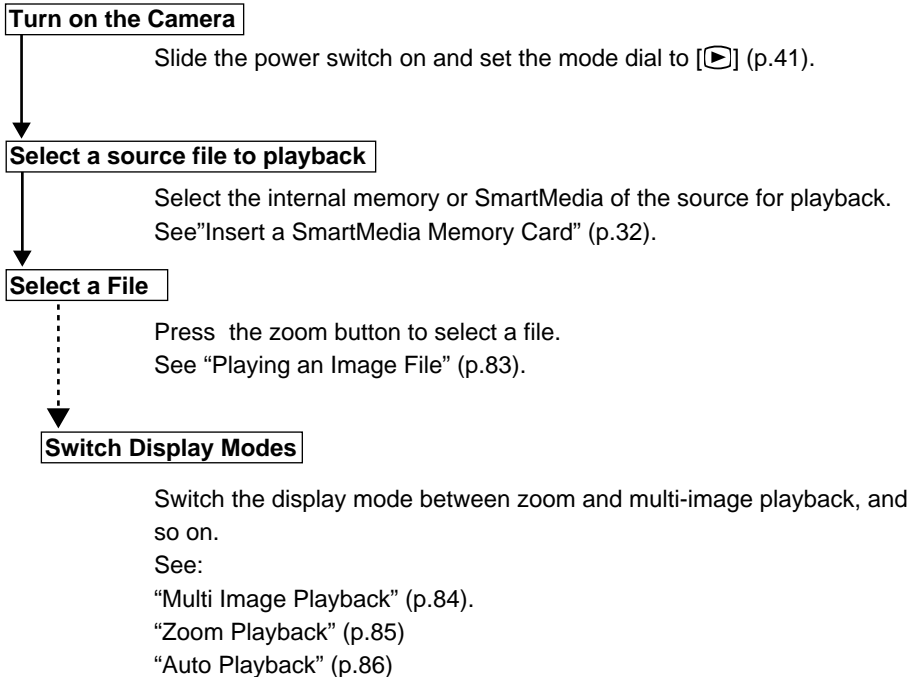 Turn on the Camera
Slide the power switch on and set the mode dial to [▶] (p.41).
Select a source file to playback
Select the internal memory or SmartMedia of the source for playback.
See”Insert a SmartMedia Memory Card” (p.32).
Select a File
Press  the zoom button to select a file.
See “Playing an Image File” (p.83).
Switch Display Modes
Switch the display mode between zoom and multi-image playback, and
so on.
See:
“Multi Image Playback” (p.84).
“Zoom Playback” (p.85)
“Auto Playback” (p.86)